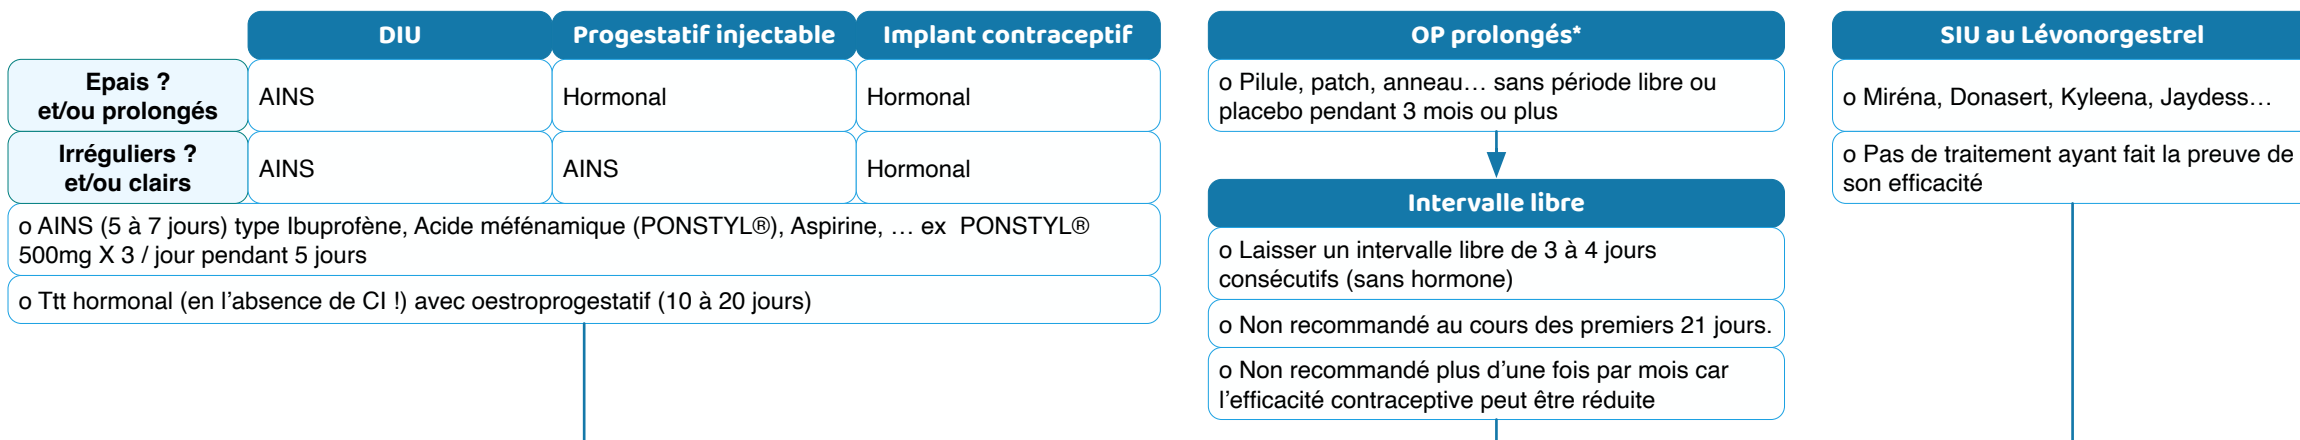 DIU
Progestatif injectable
Implant contraceptif
Epais ?
et/ou prolongés
AINS
Hormonal
Hormonal
Irréguliers ?
et/ou clairs
AINS
AINS
Hormonal
o AINS (5 à 7 jours) type Ibuprofène, Acide méfénamique (PONSTYL®), Aspirine, … ex  PONSTYL®
500mg X 3 / jour pendant 5 jours
o Ttt hormonal (en l’absence de CI !) avec oestroprogestatif (10 à 20 jours)
OP prolongés*
o Pilule, patch, anneau… sans période libre ou
placebo pendant 3 mois ou plus
Intervalle libre
o Laisser un intervalle libre de 3 à 4 jours
consécutifs (sans hormone)
o Non recommandé au cours des premiers 21 jours.
o Non recommandé plus d’une fois par mois car
l’efficacité contraceptive peut être réduite
SIU au Lévonorgestrel
o Miréna, Donasert, Kyleena, Jaydess…
o Pas de traitement ayant fait la preuve de
son efficacité